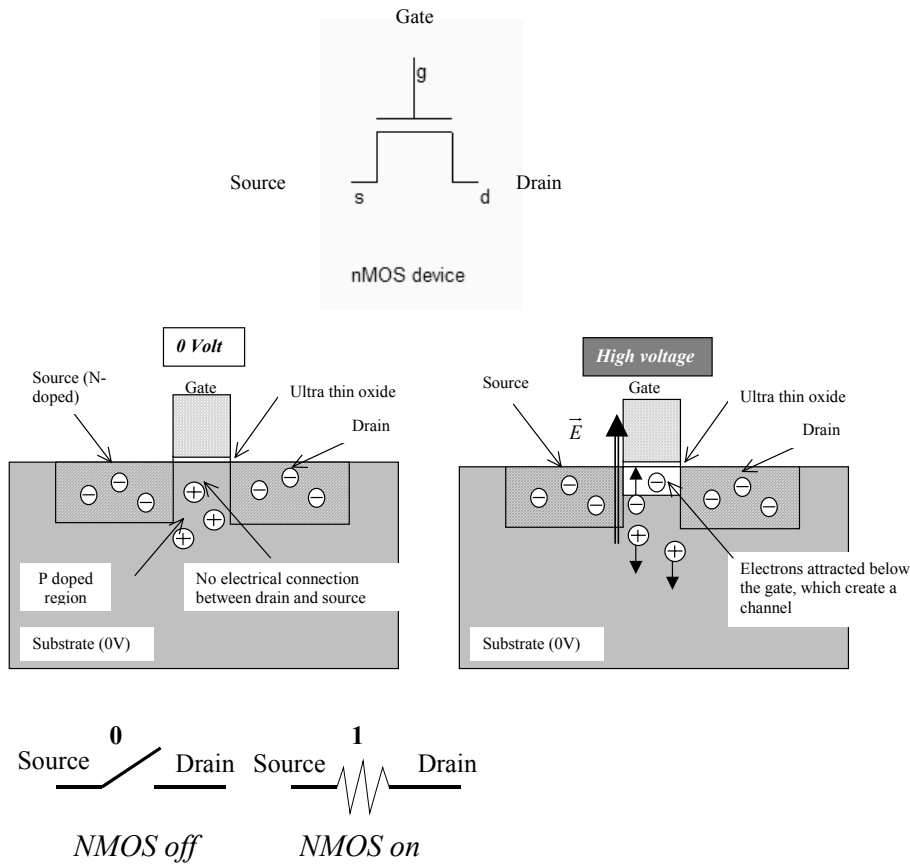 Gate
g
Source
Drain
s
d
nMOS device
0 Volt
Source (N-
doped)
Gate
Ultra thin oxide
Drain
P doped
region
No electrical connection
between drain and source
Substrate (0V)
High voltage
Source
Gate
Ultra thin oxide
E
Drain
Electrons attracted below
the gate, which create a
channel
Substrate (0V)
0
Source
Drain
NMOS off
1
Source
Drain
NMOS on